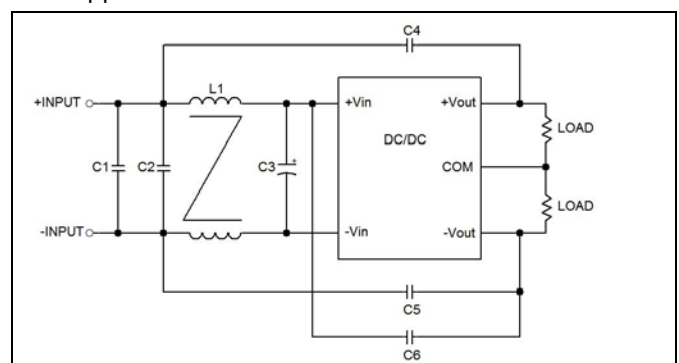 C4
L1
+INPUT
+Vin
+Vout
LOAD
DC/DC
C1
C2
C3
+
COM
LOAD
-INPUT
-Vin
-Vout
C5
C6